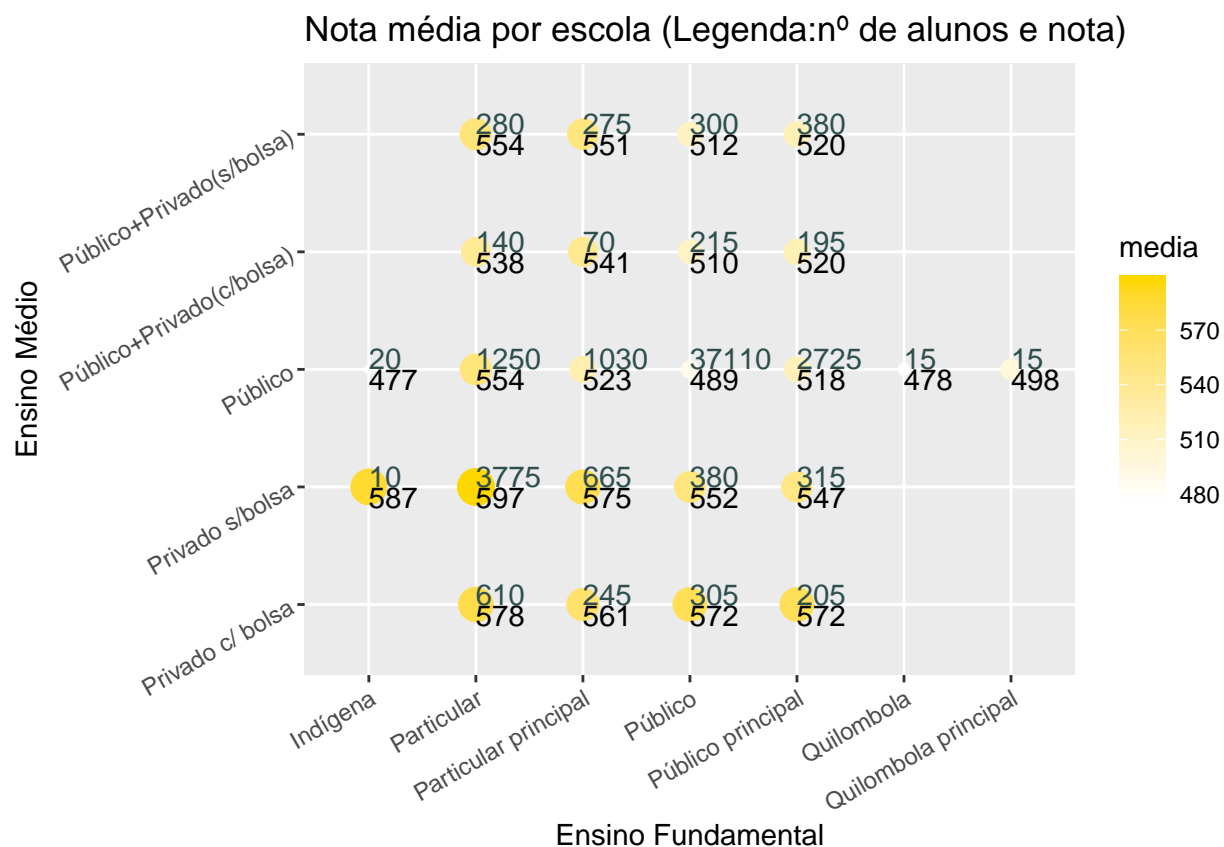 Nota média por escola (Legenda:nº de alunos e nota)
Ensino Médio
Público+Privado(s/bolsa)
280 275 300 380
554 551 512 520
Público+Privado(c/bolsa)
140 70 215 195
538 541 510 520
Público
20 1250 1030 37110 2725 15 15
477 554 523 489 518 478 498
Privado s/bolsa
10 3775 665 380 315
587 597 575 552 547
Privado c/ bolsa
610 245 305 205
578 561 572 572
Indígena
Particular
Particular principal
Público
Público principal
Quilombola
Quilombola principal
Ensino Fundamental
media
570
540
510
480